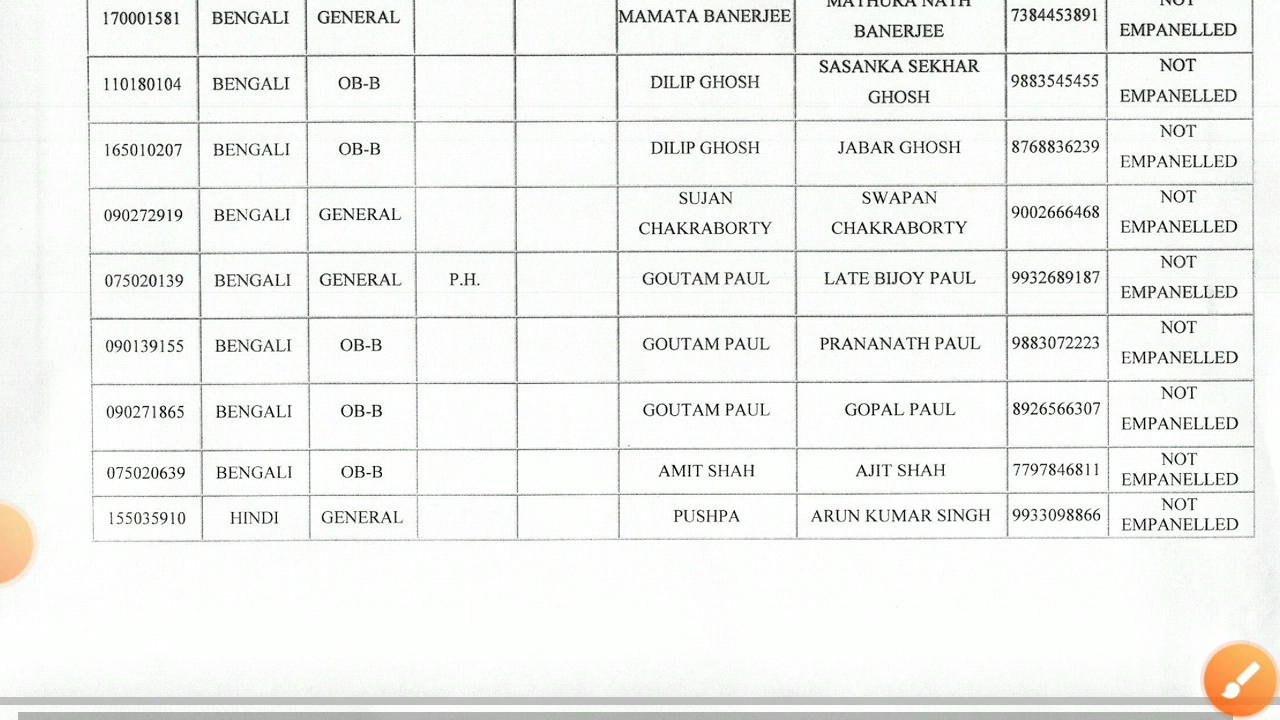 170001581 BENGALI GENERAL MAMATA BANERJEE MATHURA NATH BANERJEE 7384453891 NOT EMPANELLED
110180104 BENGALI OB-B DILIP GHOSH SASANKA SEKHAR GHOSH 9883545455 NOT EMPANELLED
165010207 BENGALI OB-B DILIP GHOSH JABAR GHOSH 8768836239 NOT EMPANELLED
090272919 BENGALI GENERAL SUJAN CHAKRABORTY SWAPAN CHAKRABORTY 9002666468 NOT EMPANELLED
075020139 BENGALI GENERAL P.H. GOUTAM PAUL LATE BIJOY PAUL 9932689187 NOT EMPANELLED
090139155 BENGALI OB-B GOUTAM PAUL PRANANATH PAUL 9883072223 NOT EMPANELLED
090271865 BENGALI OB-B GOUTAM PAUL GOPAL PAUL 8926566307 NOT EMPANELLED
075020639 BENGALI OB-B AMIT SHAH AJIT SHAH 7797846811 NOT EMPANELLED
155035910 HINDI GENERAL PUSHPA ARUN KUMAR SINGH 9933098866 NOT EMPANELLED